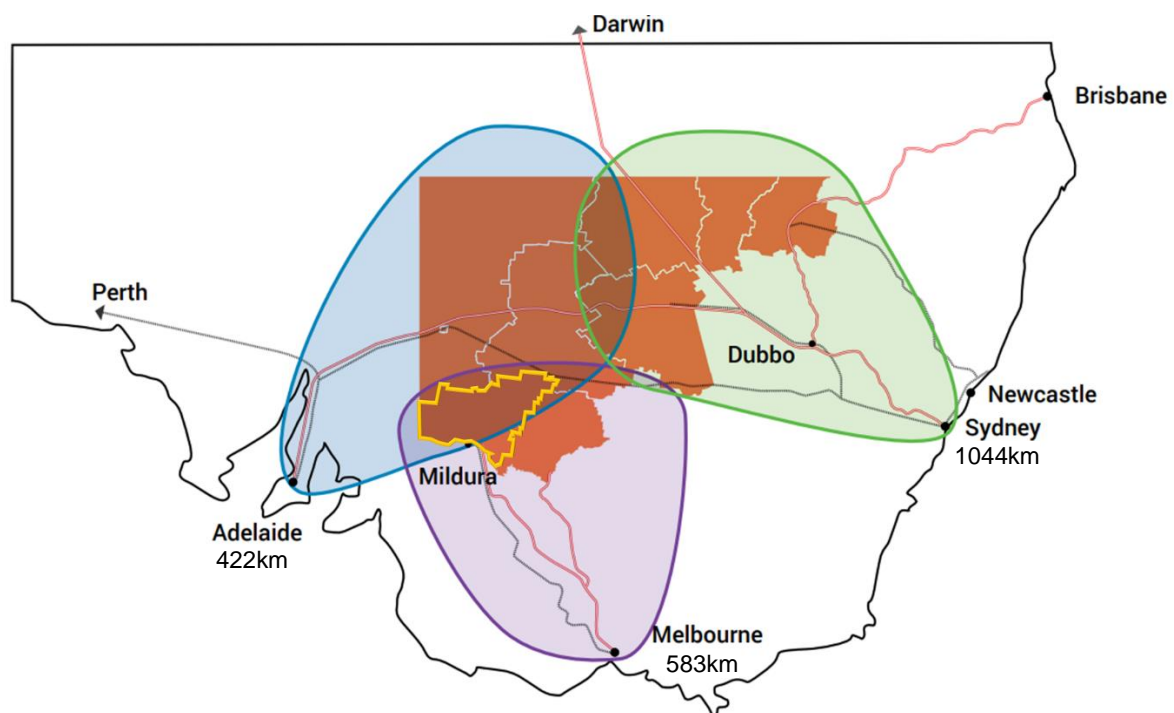 Darwin
Brisbane
Perth
Dubbo
Newcastle
Sydney
1044km
Mildura
Adelaide
422km
Melbourne
583km